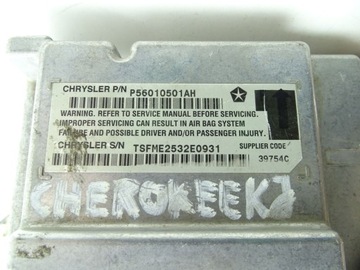 CHRYSLER P/N P56010501AH
WARNING. REFER TO SERVICE MANUAL BEFORE SERVICING.
IMPROPER SERVICING CAN RESULT IN AIR BAG SYSTEM
FAILURE AND POSSIBLE DRIVER AND/OR PASSENGER INJURY.
CHRYSLER S/N TSFME2532E0931
SUPPLIER CODE
39754C
CHEROKEE KJ